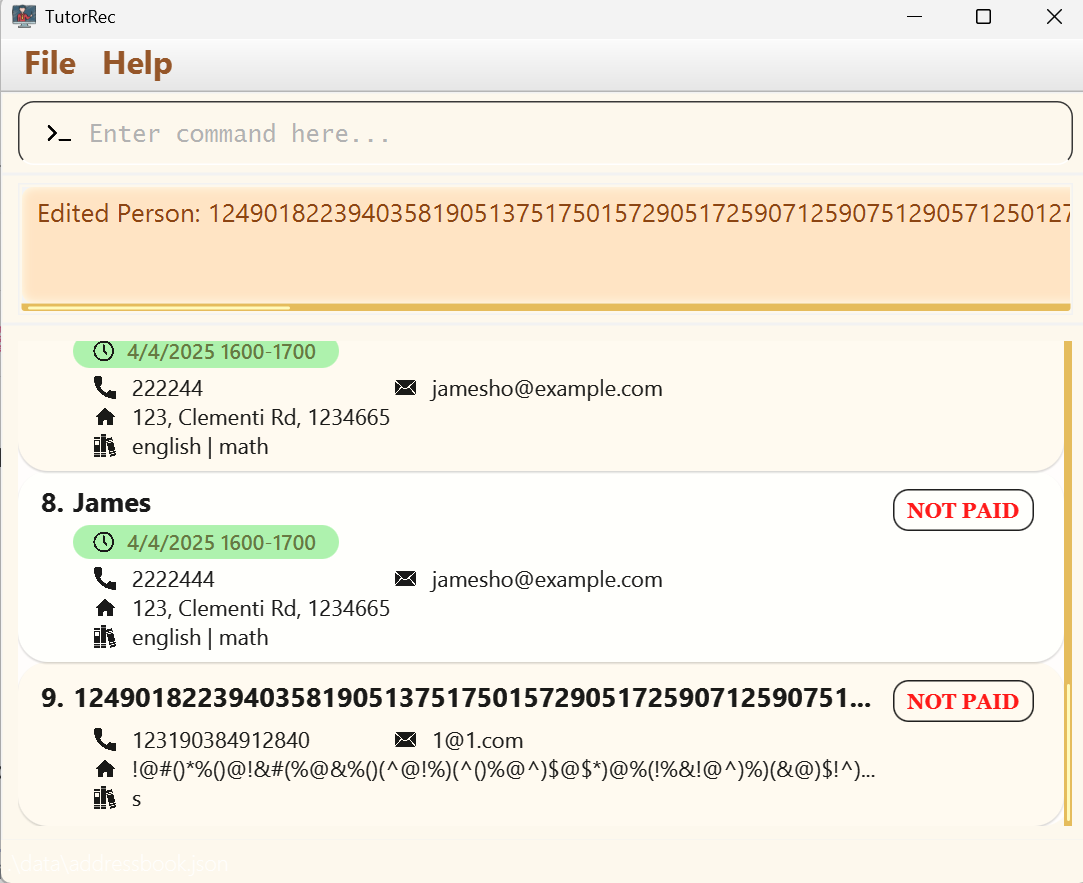 TutorRec
File Help
>_ Enter command here...
Edited Person: 12490182239403581905137517501572905172590712590751290571250127
4/4/2025 1600-1700
222244 jamesho@example.com
123, Clementi Rd, 1234665
english | math
8. James NOT PAID
4/4/2025 1600-1700
2222444 jamesho@example.com
123, Clementi Rd, 1234665
english | math
9. 12490182239403581905137517501572905172590712590751... NOT PAID
123190384912840 1@1.com
!@#()*%()@!&#(%@&%()(^@!%)(^()%@^)$@$*)@%(!%&!@^)%)(&@)$!^)...
s
\data\addressbook.json